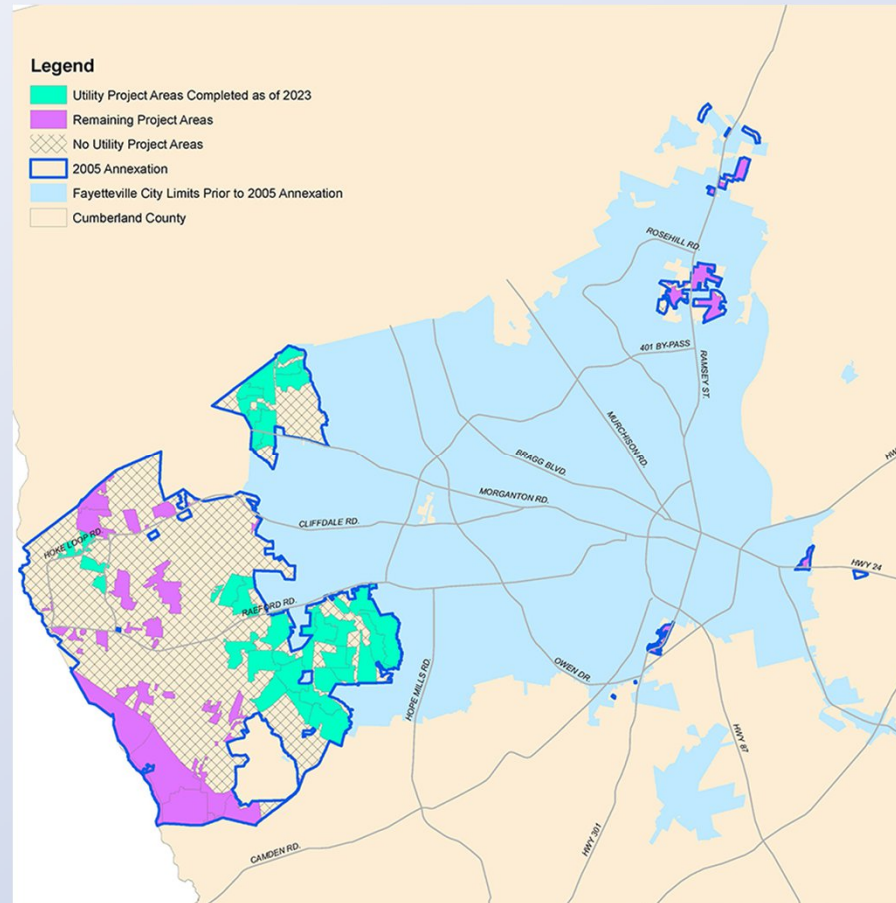 Legend
Utility Project Areas Completed as of 2023
Remaining Project Areas
No Utility Project Areas
2005 Annexation
Fayetteville City Limits Prior to 2005 Annexation
Cumberland County
ROSEHILL RD.
401 BY-PASS
RAMSEY ST.
MURCHISON RD.
BRAGG BLVD.
MORGANTON RD.
CLIFFDALE RD.
HOKE LOOP RD.
RAEFORD RD.
HWY 24
HOPE MILLS RD.
OWEN DR.
HWY 87
HWY 301
CAMDEN RD.